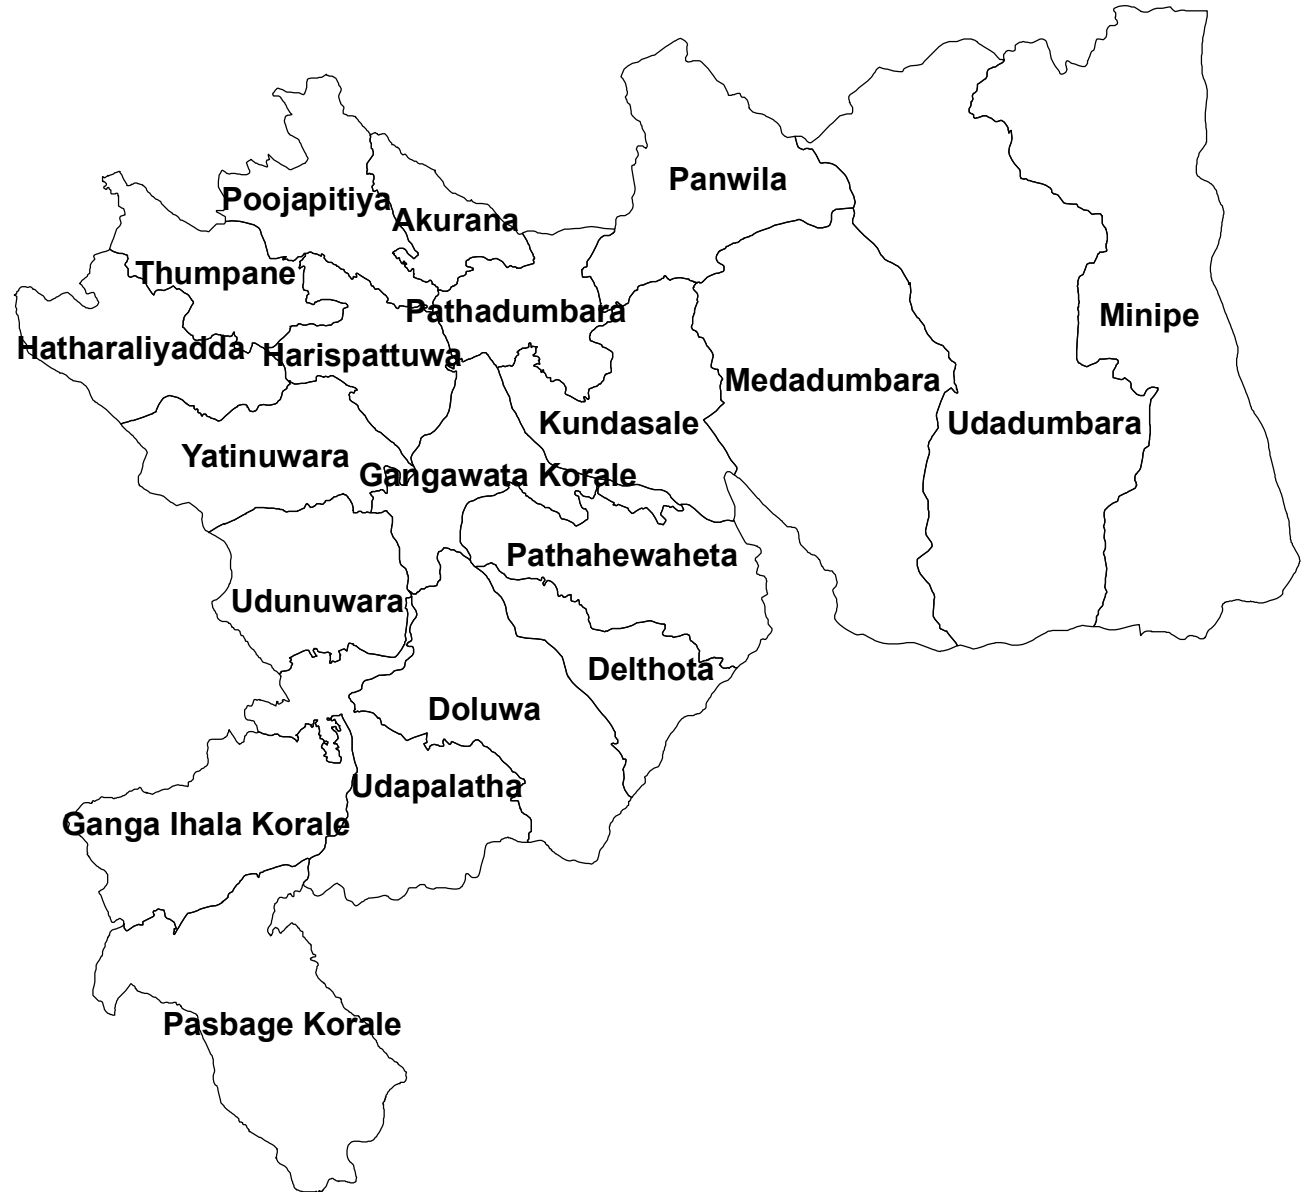 Panwila
Poojapitiya
Akurana
Thumpane
Pathadumbara
Minipe
Hatharaliyadda
Harispattuwa
Medadumbara
Kundasale
Udadumbara
Yatinuwara
Gangawata Korale
Pathahewaheta
Udunuwara
Delthota
Doluwa
Udapalatha
Ganga Ihala Korale
Pasbage Korale